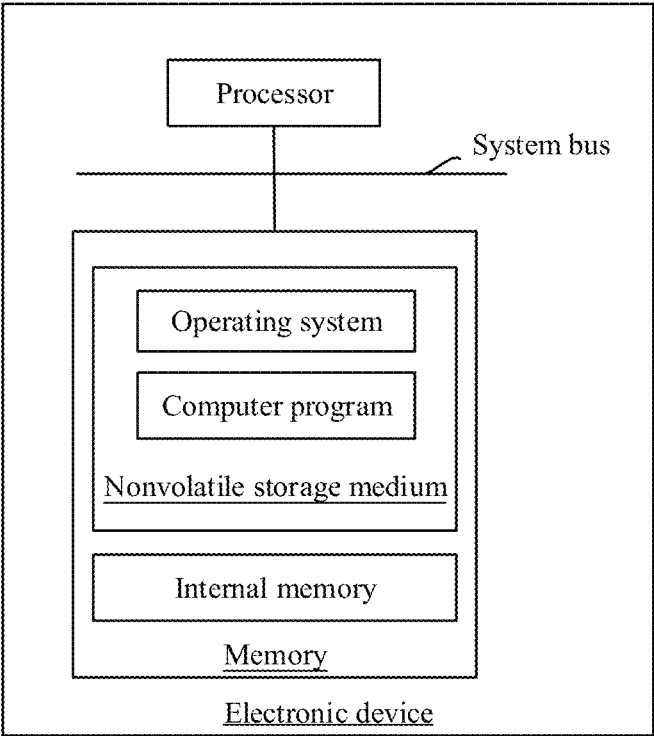 Processor
System bus
Operating system
Computer program
Nonvolatile storage medium
Internal memory
Memory
Electronic device